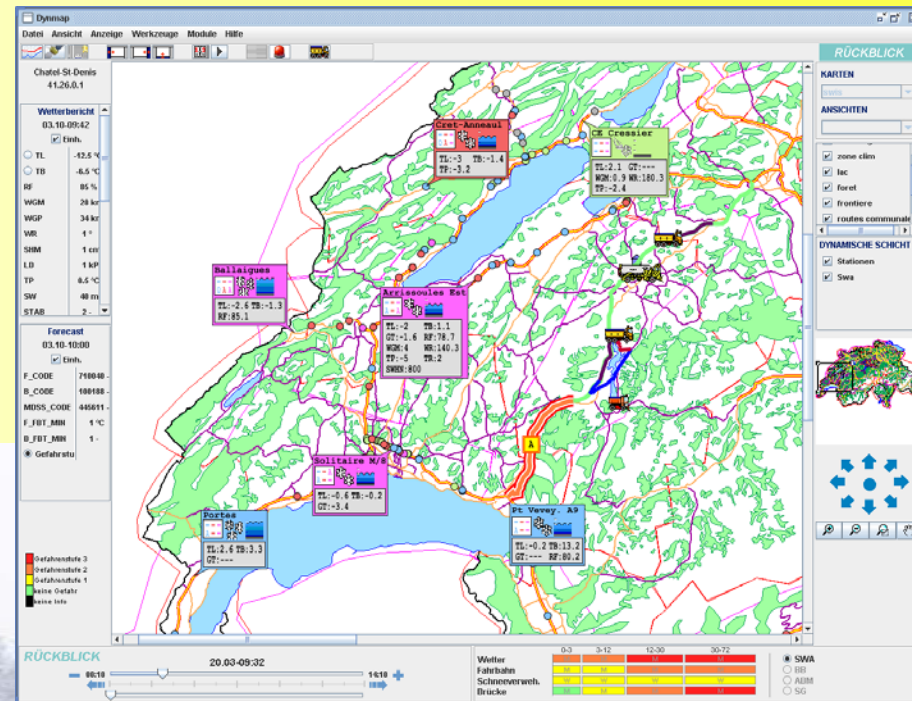 Dynmap
Datei Ansicht Anzeige Werkzeuge Module Hilfe
RÜCKBLICK
Chatel-St-Denis
41.26.0.1
Wetterbericht
03.10-09:42
Einh.
TL -12.5 °C
TB -6.5 °C
RF 85 %
WGM 28 km
WGP 34 km
WR 1 °
SHM 1 cm
LD 1 kP
TP 0.5 °C
SW 40 m
STAB 2 -
Forecast
03.10-10:00
Einh.
F_CODE 710040 -
B_CODE 100188 -
MDSS_CODE 445611 -
F_FBT_MIN 1 °C
B_FBT_MIN 1 -
Gefahrstu
Gefahrenstufe 3
Gefahrenstufe 2
Gefahrenstufe 1
keine Gefahr
keine Info
Cret-Anneaul
TL:-3 TB:-1.4
TP:-3.2
CE Cressier
TL:2.1 GT:---
WGM:0.9 WR:180.3
TP:-2.4
Ballaigues
TL:-2.6 TB:-1.3
RF:85.1
Arrissoules Est
TL:-2 TB:1.1
GT:-1.6 RF:78.7
WGM:4 WR:140.3
TP:-5 TR:2
SWHN:800
A
Solitaire M/8
TL:-0.6 TB:-0.2
GT:-3.4
Portes
TL:2.6 TB:3.3
GT:---
Pt Vevey. A9
TL:-0.2 TB:13.2
GT:--- RF:80.2
KARTEN
swis
ANSICHTEN
zone clim
lac
foret
frontiere
routes communale
DYNAMISCHE SCHICHT
Stationen
Swa
RÜCKBLICK
20.03-09:32
00:10 14:10
0-3 3-12 12-30 30-72
Wetter M M M M
Fahrbahn M M M M
Schneeverweh. W W W W
Brücke M M M M
SWA
BB
ABM
SG